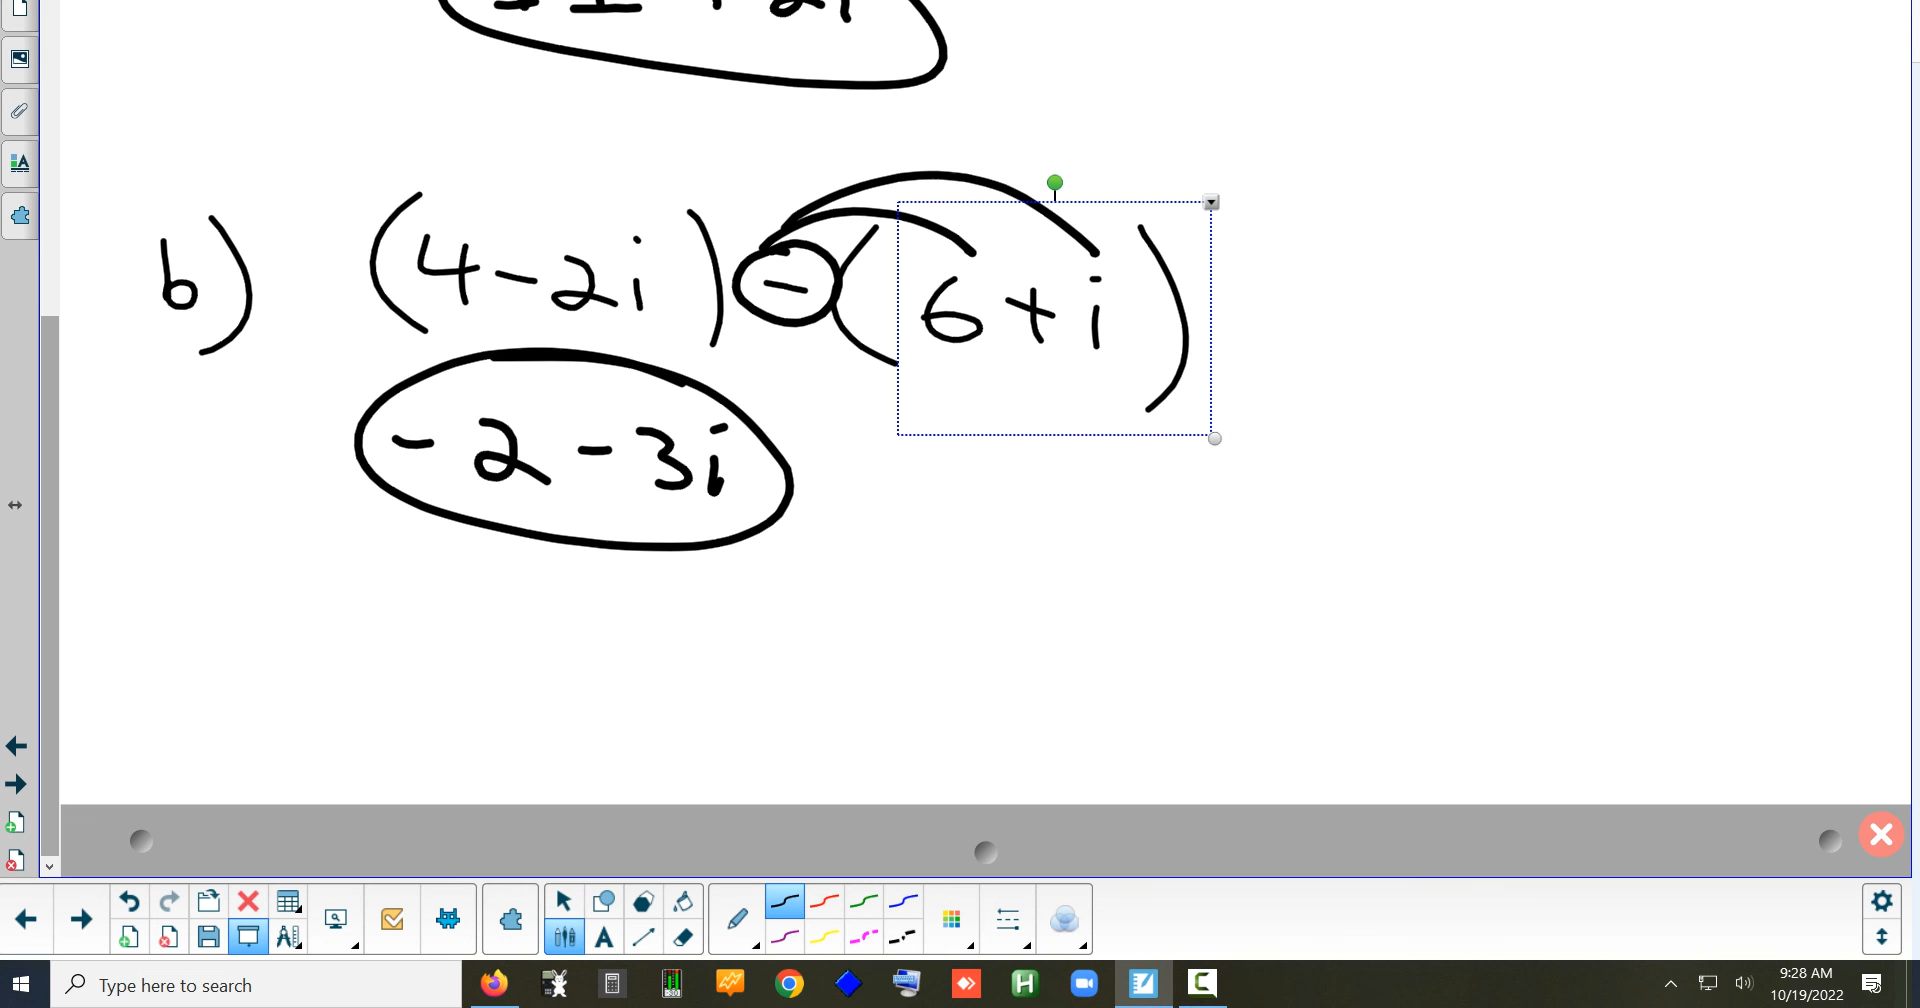 b) (4-2i) - (6+i)
-2-3i
Type here to search
9:28 AM
10/19/2022